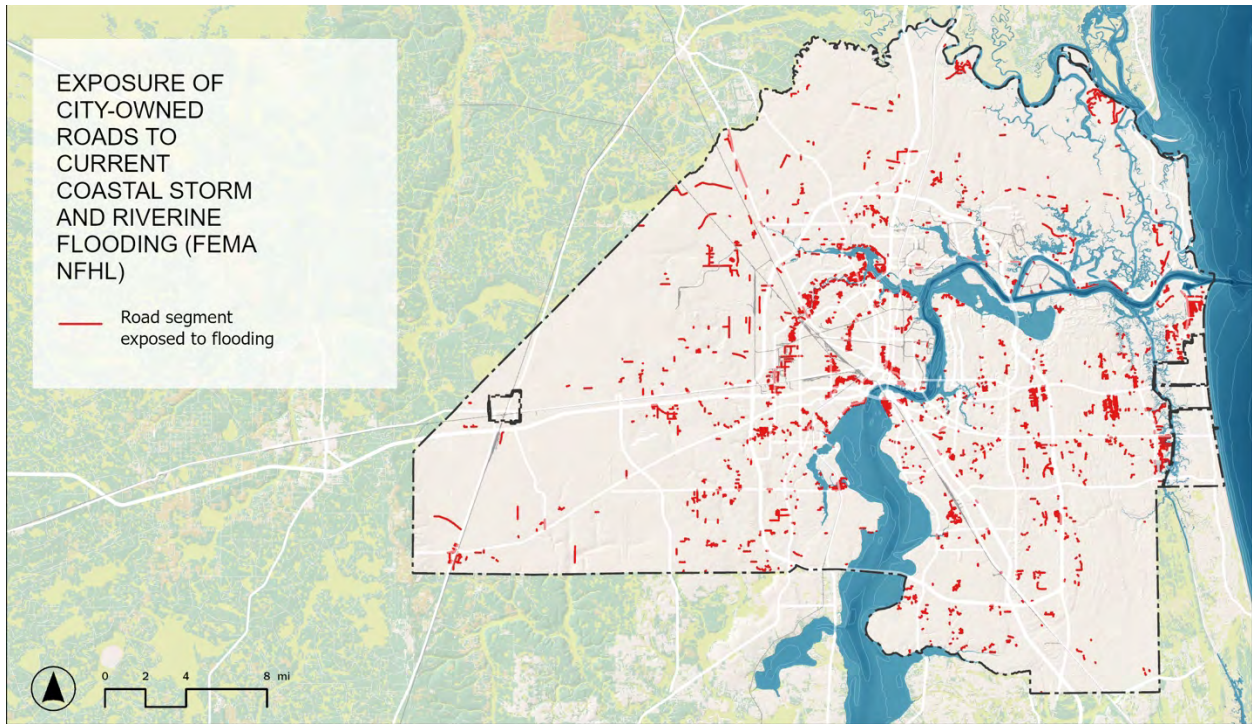 EXPOSURE OF
CITY-OWNED
ROADS TO
CURRENT
COASTAL STORM
AND RIVERINE
FLOODING (FEMA
NFHL)
Road segment
exposed to flooding
0 2 4 8 mi